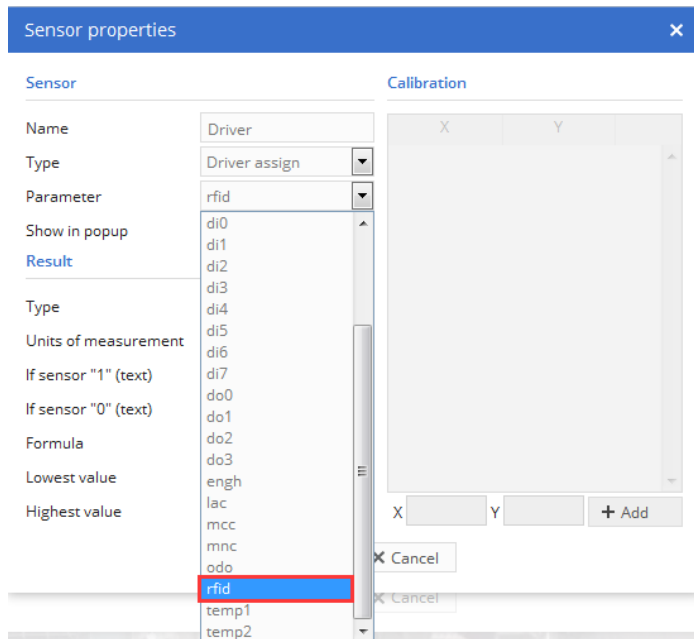 Sensor properties
Sensor
Name
Driver
Type
Driver assign
Parameter
rfid
Show in popup
di0
di1
di2
di3
di4
di5
di6
di7
do0
do1
do2
do3
engh
lac
mcc
mnc
odo
rfid
temp1
temp2
Result
Type
Units of measurement
If sensor "1" (text)
If sensor "0" (text)
Formula
Lowest value
Highest value
Calibration
X Y
X Y + Add
Cancel
Cancel